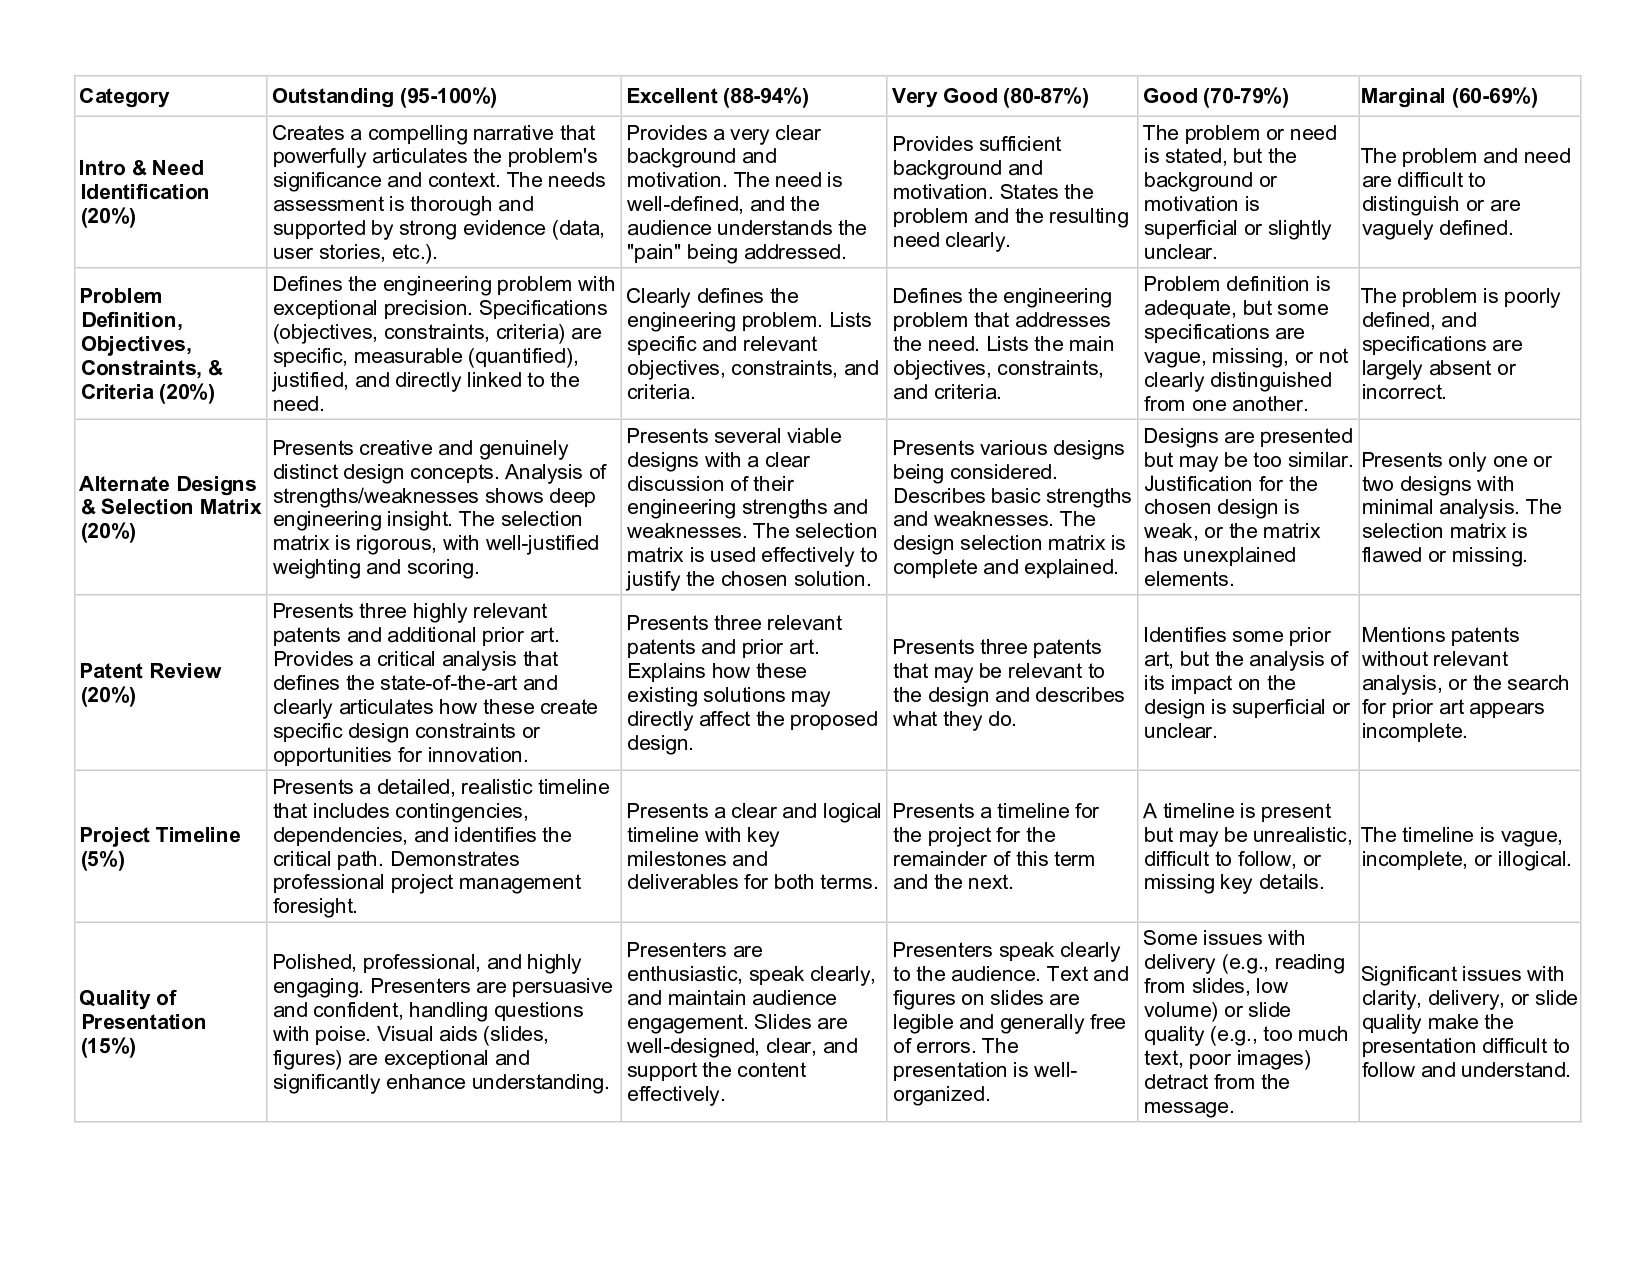 Category
Outstanding (95-100%)
Excellent (88-94%)
Very Good (80-87%)
Good (70-79%)
Marginal (60-69%)
Intro & Need
Identification
(20%)
Creates a compelling narrative that
powerfully articulates the problem's
significance and context. The needs
assessment is thorough and
supported by strong evidence (data,
user stories, etc.).
Provides a very clear
background and
motivation. The need is
well-defined, and the
audience understands the
"pain" being addressed.
Provides sufficient
background and
motivation. States the
problem and the resulting
need clearly.
The problem or need
is stated, but the
background or
motivation is
superficial or slightly
unclear.
The problem and need
are difficult to
distinguish or are
vaguely defined.
Problem
Definition,
Objectives,
Constraints, &
Criteria (20%)
Defines the engineering problem with
exceptional precision. Specifications
(objectives, constraints, criteria) are
specific, measurable (quantified),
justified, and directly linked to the
need.
Clearly defines the
engineering problem. Lists
specific and relevant
objectives, constraints, and
criteria.
Defines the engineering
problem that addresses
the need. Lists the main
objectives, constraints,
and criteria.
Problem definition is
adequate, but some
specifications are
vague, missing, or not
clearly distinguished
from one another.
The problem is poorly
defined, and
specifications are
largely absent or
incorrect.
Alternate Designs
& Selection Matrix
(20%)
Presents creative and genuinely
distinct design concepts. Analysis of
strengths/weaknesses shows deep
engineering insight. The selection
matrix is rigorous, with well-justified
weighting and scoring.
Presents several viable
designs with a clear
discussion of their
engineering strengths and
weaknesses. The selection
matrix is used effectively to
justify the chosen solution.
Presents various designs
being considered.
Describes basic strengths
and weaknesses. The
design selection matrix is
complete and explained.
Designs are presented
but may be too similar.
Justification for the
chosen design is
weak, or the matrix
has unexplained
elements.
Presents only one or
two designs with
minimal analysis. The
selection matrix is
flawed or missing.
Patent Review
(20%)
Presents three highly relevant
patents and additional prior art.
Provides a critical analysis that
defines the state-of-the-art and
clearly articulates how these create
specific design constraints or
opportunities for innovation.
Presents three relevant
patents and prior art.
Explains how these
existing solutions may
directly affect the proposed
design.
Presents three patents
that may be relevant to
the design and describes
what they do.
Identifies some prior
art, but the analysis of
its impact on the
design is superficial or
unclear.
Mentions patents
without relevant
analysis, or the search
for prior art appears
incomplete.
Project Timeline
(5%)
Presents a detailed, realistic timeline
that includes contingencies,
dependencies, and identifies the
critical path. Demonstrates
professional project management
foresight.
Presents a clear and logical
timeline with key
milestones and
deliverables for both terms.
Presents a timeline for
the project for the
remainder of this term
and the next.
A timeline is present
but may be unrealistic,
difficult to follow, or
missing key details.
The timeline is vague,
incomplete, or illogical.
Quality of
Presentation
(15%)
Polished, professional, and highly
engaging. Presenters are persuasive
and confident, handling questions
with poise. Visual aids (slides,
figures) are exceptional and
significantly enhance understanding.
Presenters are
enthusiastic, speak clearly,
and maintain audience
engagement. Slides are
well-designed, clear, and
support the content
effectively.
Presenters speak clearly
to the audience. Text and
figures on slides are
legible and generally free
of errors. The
presentation is well-
organized.
Some issues with
delivery (e.g., reading
from slides, low
volume) or slide
quality (e.g., too much
text, poor images)
detract from the
message.
Significant issues with
clarity, delivery, or slide
quality make the
presentation difficult to
follow and understand.